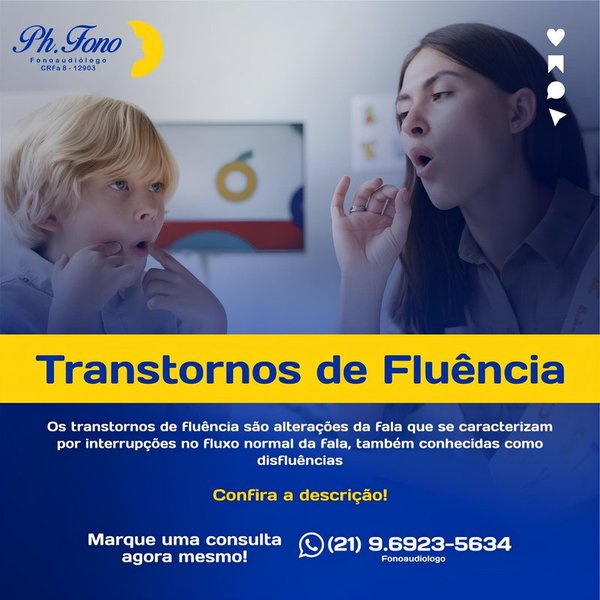 Ph.Fono
Fonoaudiólogo
CRFa 8 - 12903
Transtornos de Fluência
Os transtornos de fluência são alterações da fala que se caracterizam
por interrupções no fluxo normal da fala, também conhecidas como
disfluências
Confira a descrição!
Marque uma consulta
agora mesmo!
(21) 9.6923-5634
Fonoaudiologo